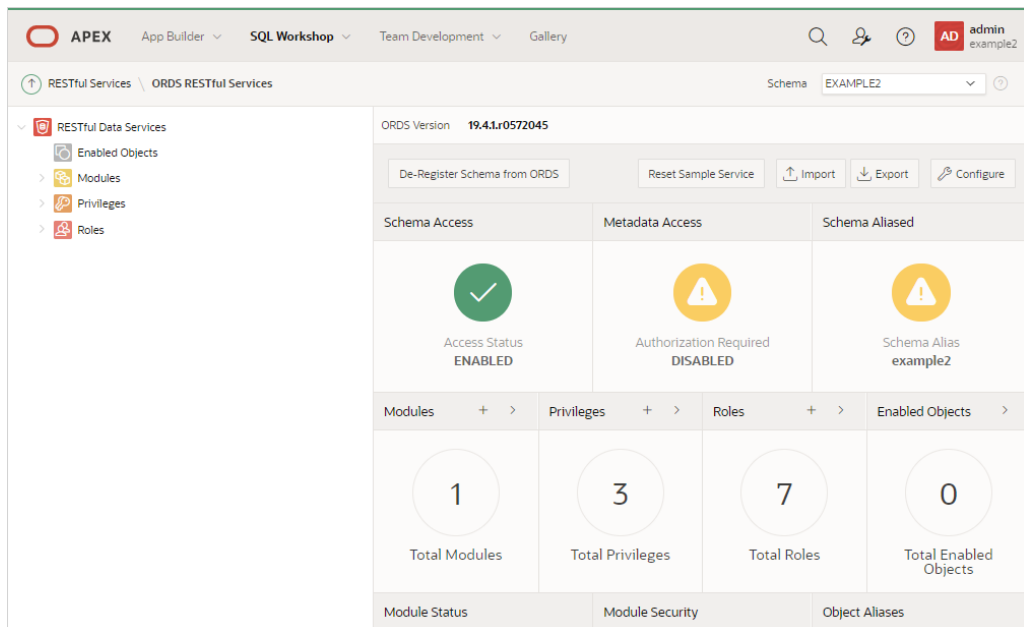 APEX App Builder SQL Workshop Team Development Gallery AD admin
example2
RESTful Services \ ORDS RESTful Services Schema EXAMPLE2
RESTful Data Services
Enabled Objects
Modules
Privileges
Roles
ORDS Version 19.4.1.r0572045
De-Register Schema from ORDS Reset Sample Service Import Export Configure
Schema Access Metadata Access Schema Aliased
Access Status Authorization Required Schema Alias
ENABLED DISABLED example2
Modules + > Privileges + > Roles + > Enabled Objects >
1 3 7 0
Total Modules Total Privileges Total Roles Total Enabled
Objects
Module Status Module Security Object Aliases